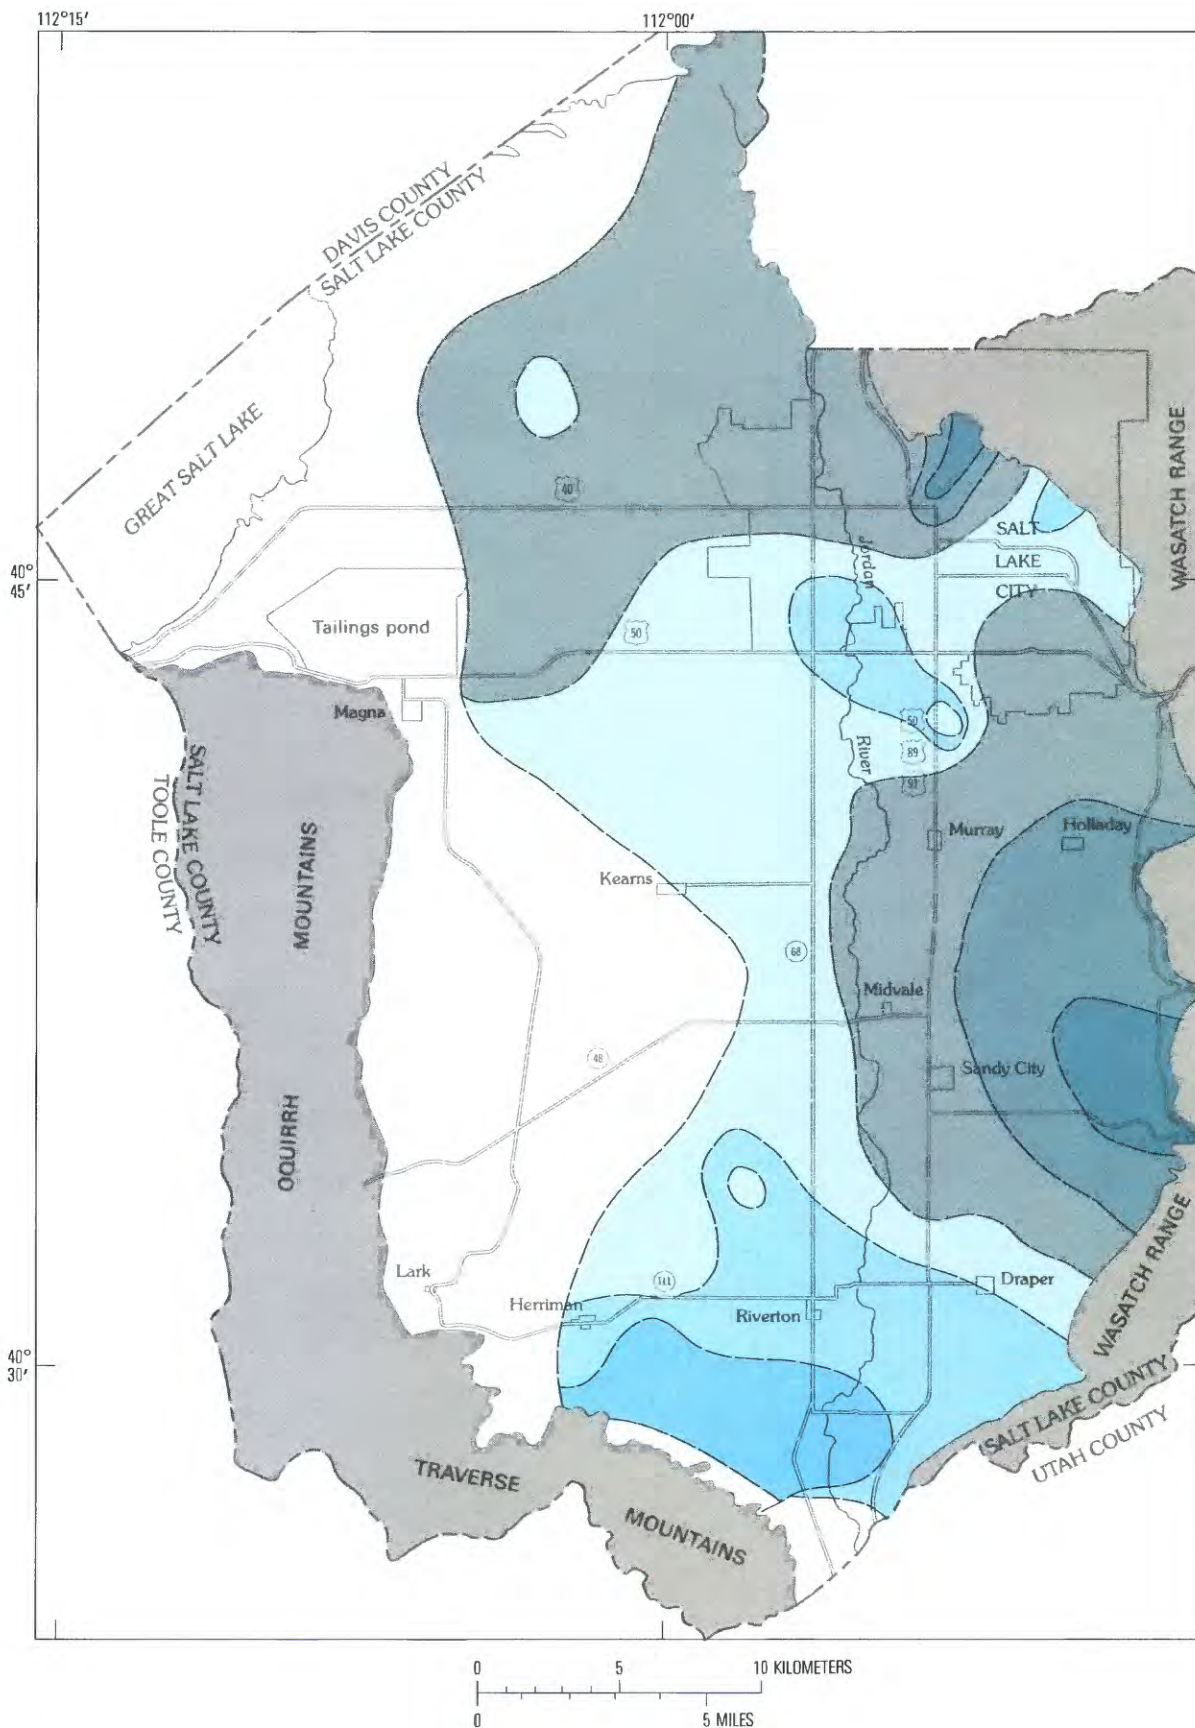 112°15'
112°00'
DAVIS COUNTY
SALT LAKE COUNTY
GREAT SALT LAKE
WASATCH RANGE
40
Jordan
SALT
LAKE
CITY
40°
45'
Tailings pond
50
Magna
50
River
89
91
SALT LAKE COUNTY
TOOLE COUNTY
MOUNTAINS
Murray
Holladay
Kearns
68
Midvale
48
Sandy City
OQUIRRH
WASATCH RANGE
Lark
111
Draper
Herriman
Riverton
40°
30'
SALT LAKE COUNTY
UTAH COUNTY
TRAVERSE
MOUNTAINS
0 5 10 KILOMETERS
0 5 MILES